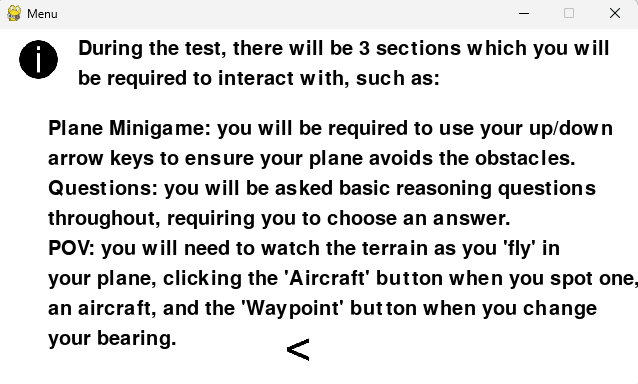 Menu
During the test, there will be 3 sections which you will
be required to interact with, such as:
Plane Minigame: you will be required to use your up/down
arrow keys to ensure your plane avoids the obstacles.
Questions: you will be asked basic reasoning questions
throughout, requiring you to choose an answer.
POV: you will need to watch the terrain as you 'fly' in
your plane, clicking the 'Aircraft' button when you spot one,
an aircraft, and the 'Waypoint' button when you change
your bearing.
<